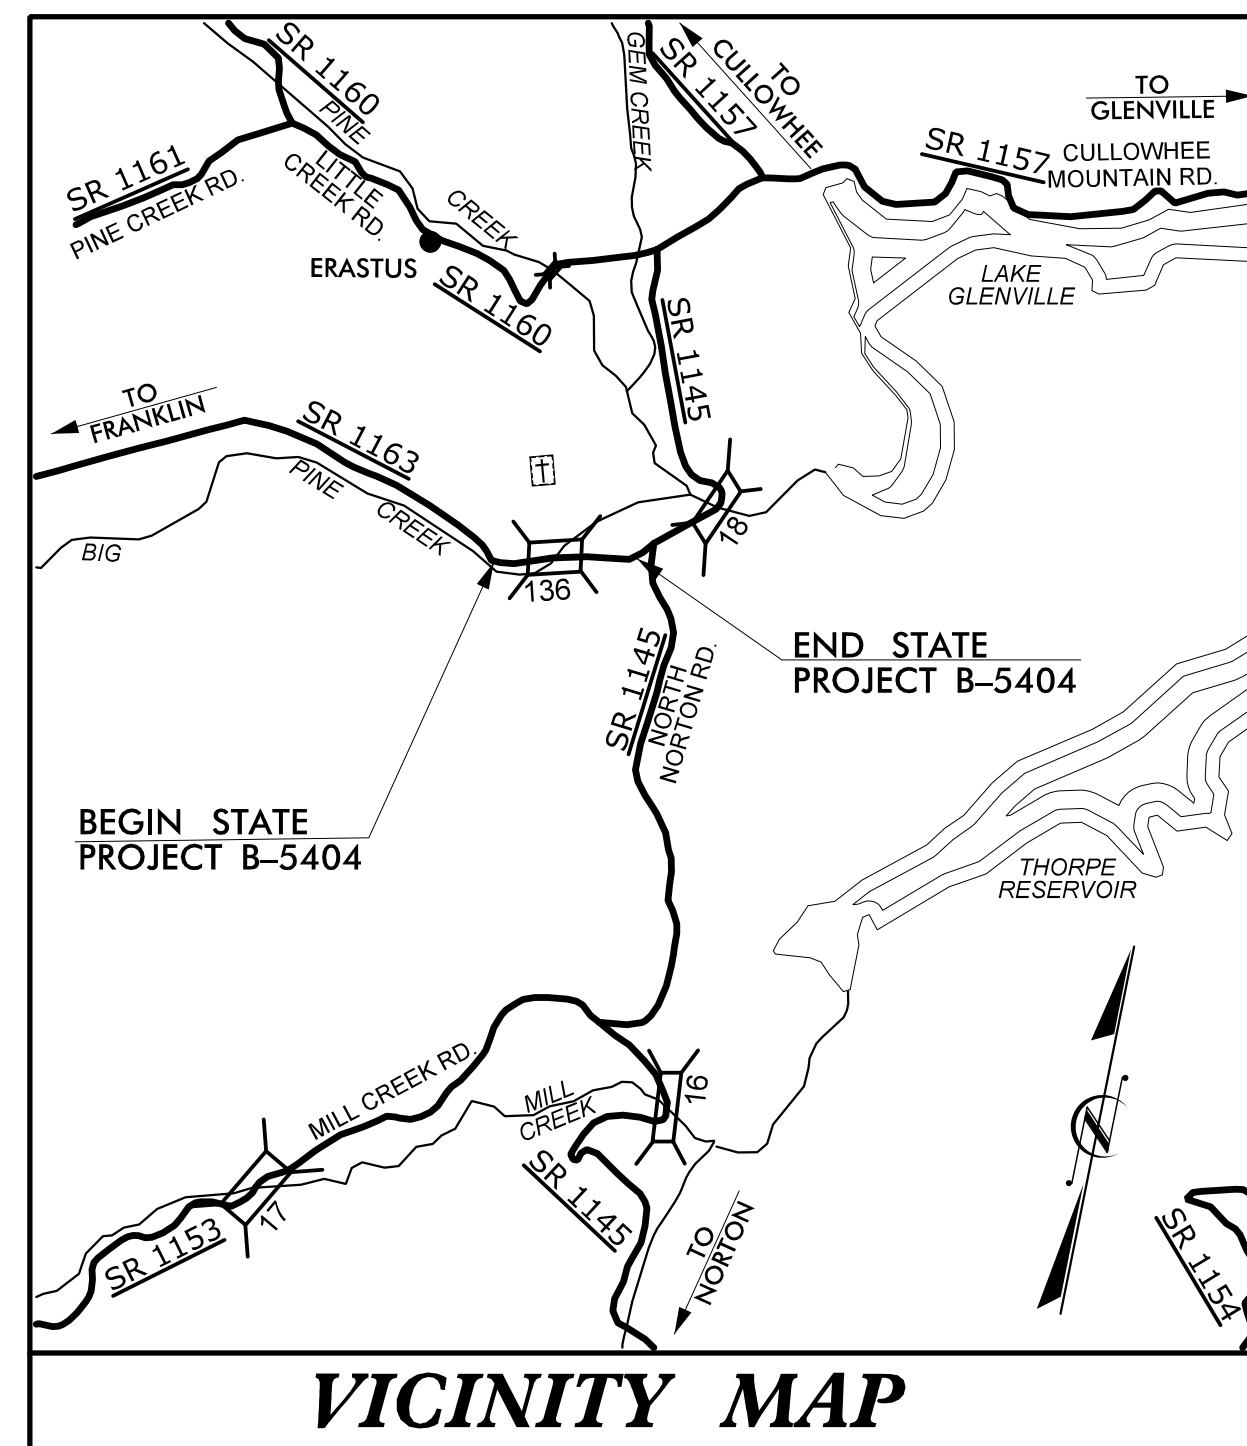 SR 1160
PINE
CREEK
GEM CREEK
SR 1157
TO
CULLOWHEE
TO
GLENVILLE
SR 1157
CULLOWHEE
MOUNTAIN RD.
SR 1161
PINE CREEK RD.
LITTLE
CREEK RD.
ERASTUS
SR 1160
LAKE
GLENVILLE
SR 1145
TO
FRANKLIN
SR 1163
PINE
CREEK
BIG
18
136
END STATE
PROJECT B–5404
SR 1145
NORTH
NORTON RD.
BEGIN STATE
PROJECT B–5404
THORPE
RESERVOIR
MILL CREEK RD.
MILL
CREEK
16
SR 1145
17
SR 1153
TO
NORTON
N
SR 1154
VICINITY MAP